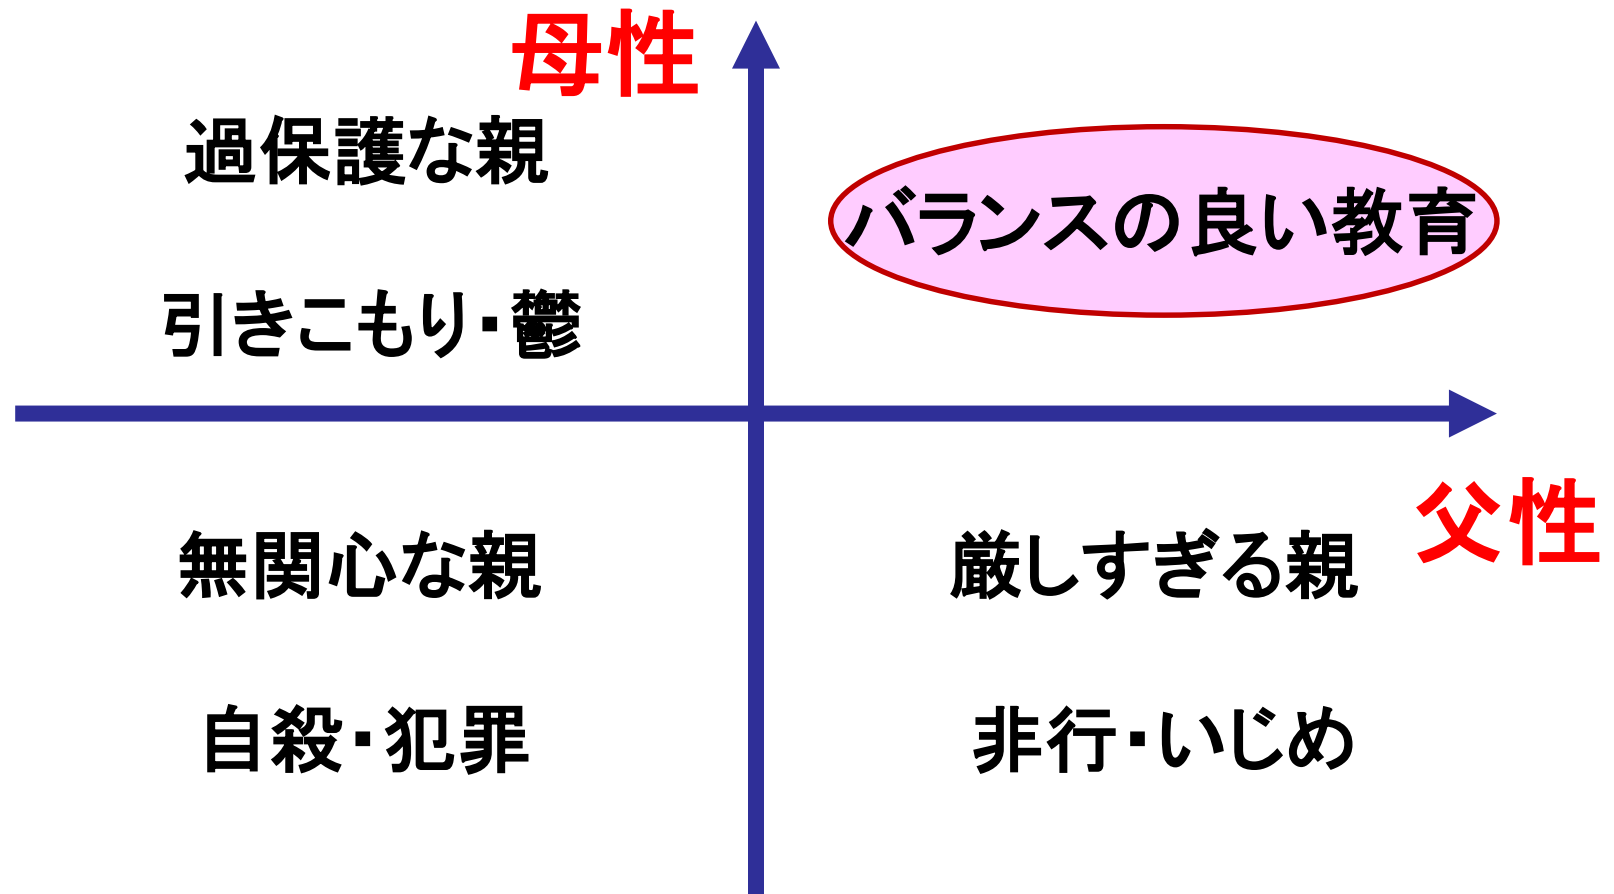 母性
過保護な親
バランスの良い教育
引きこもり・鬱
父性
無関心な親
厳しすぎる親
自殺・犯罪
非行・いじめ